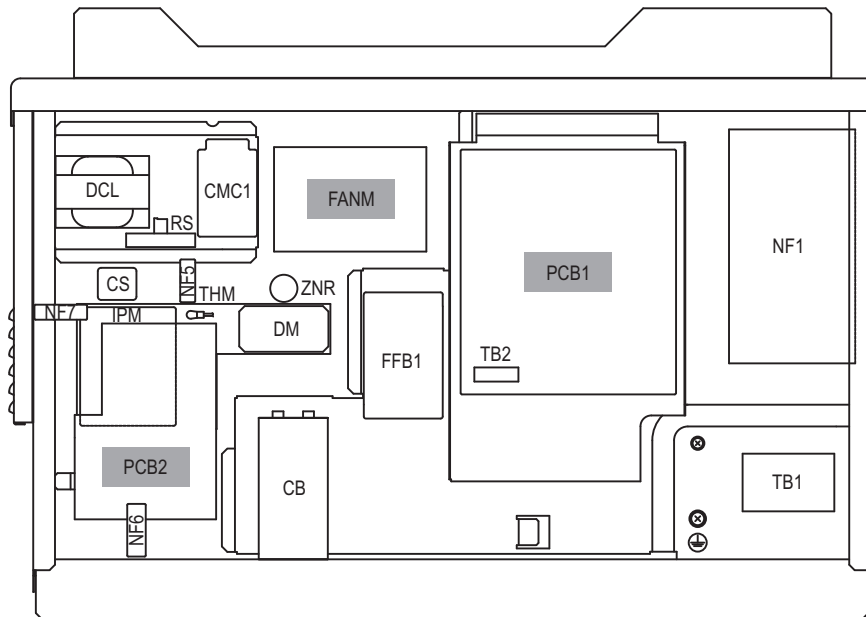 DCL
CMC1
RS
FANM
PCB1
NF1
CS
NF5
THM
ZNR
NF7
IPM
DM
FFB1
TB2
PCB2
CB
TB1
NF6